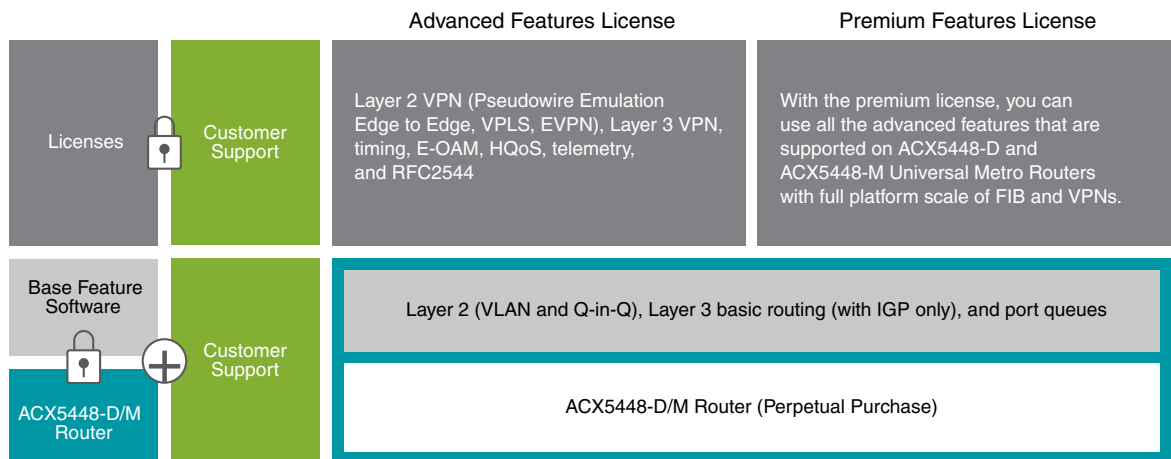 Advanced Features License
Premium Features License
Licenses
Customer
Support
Layer 2 VPN (Pseudowire Emulation
Edge to Edge, VPLS, EVPN), Layer 3 VPN,
timing, E-OAM, HQoS, telemetry,
and RFC2544
With the premium license, you can
use all the advanced features that are
supported on ACX5448-D and
ACX5448-M Universal Metro Routers
with full platform scale of FIB and VPNs.
Base Feature
Software
ACX5448-D/M
Router
Customer
Support
Layer 2 (VLAN and Q-in-Q), Layer 3 basic routing (with IGP only), and port queues
ACX5448-D/M Router (Perpetual Purchase)